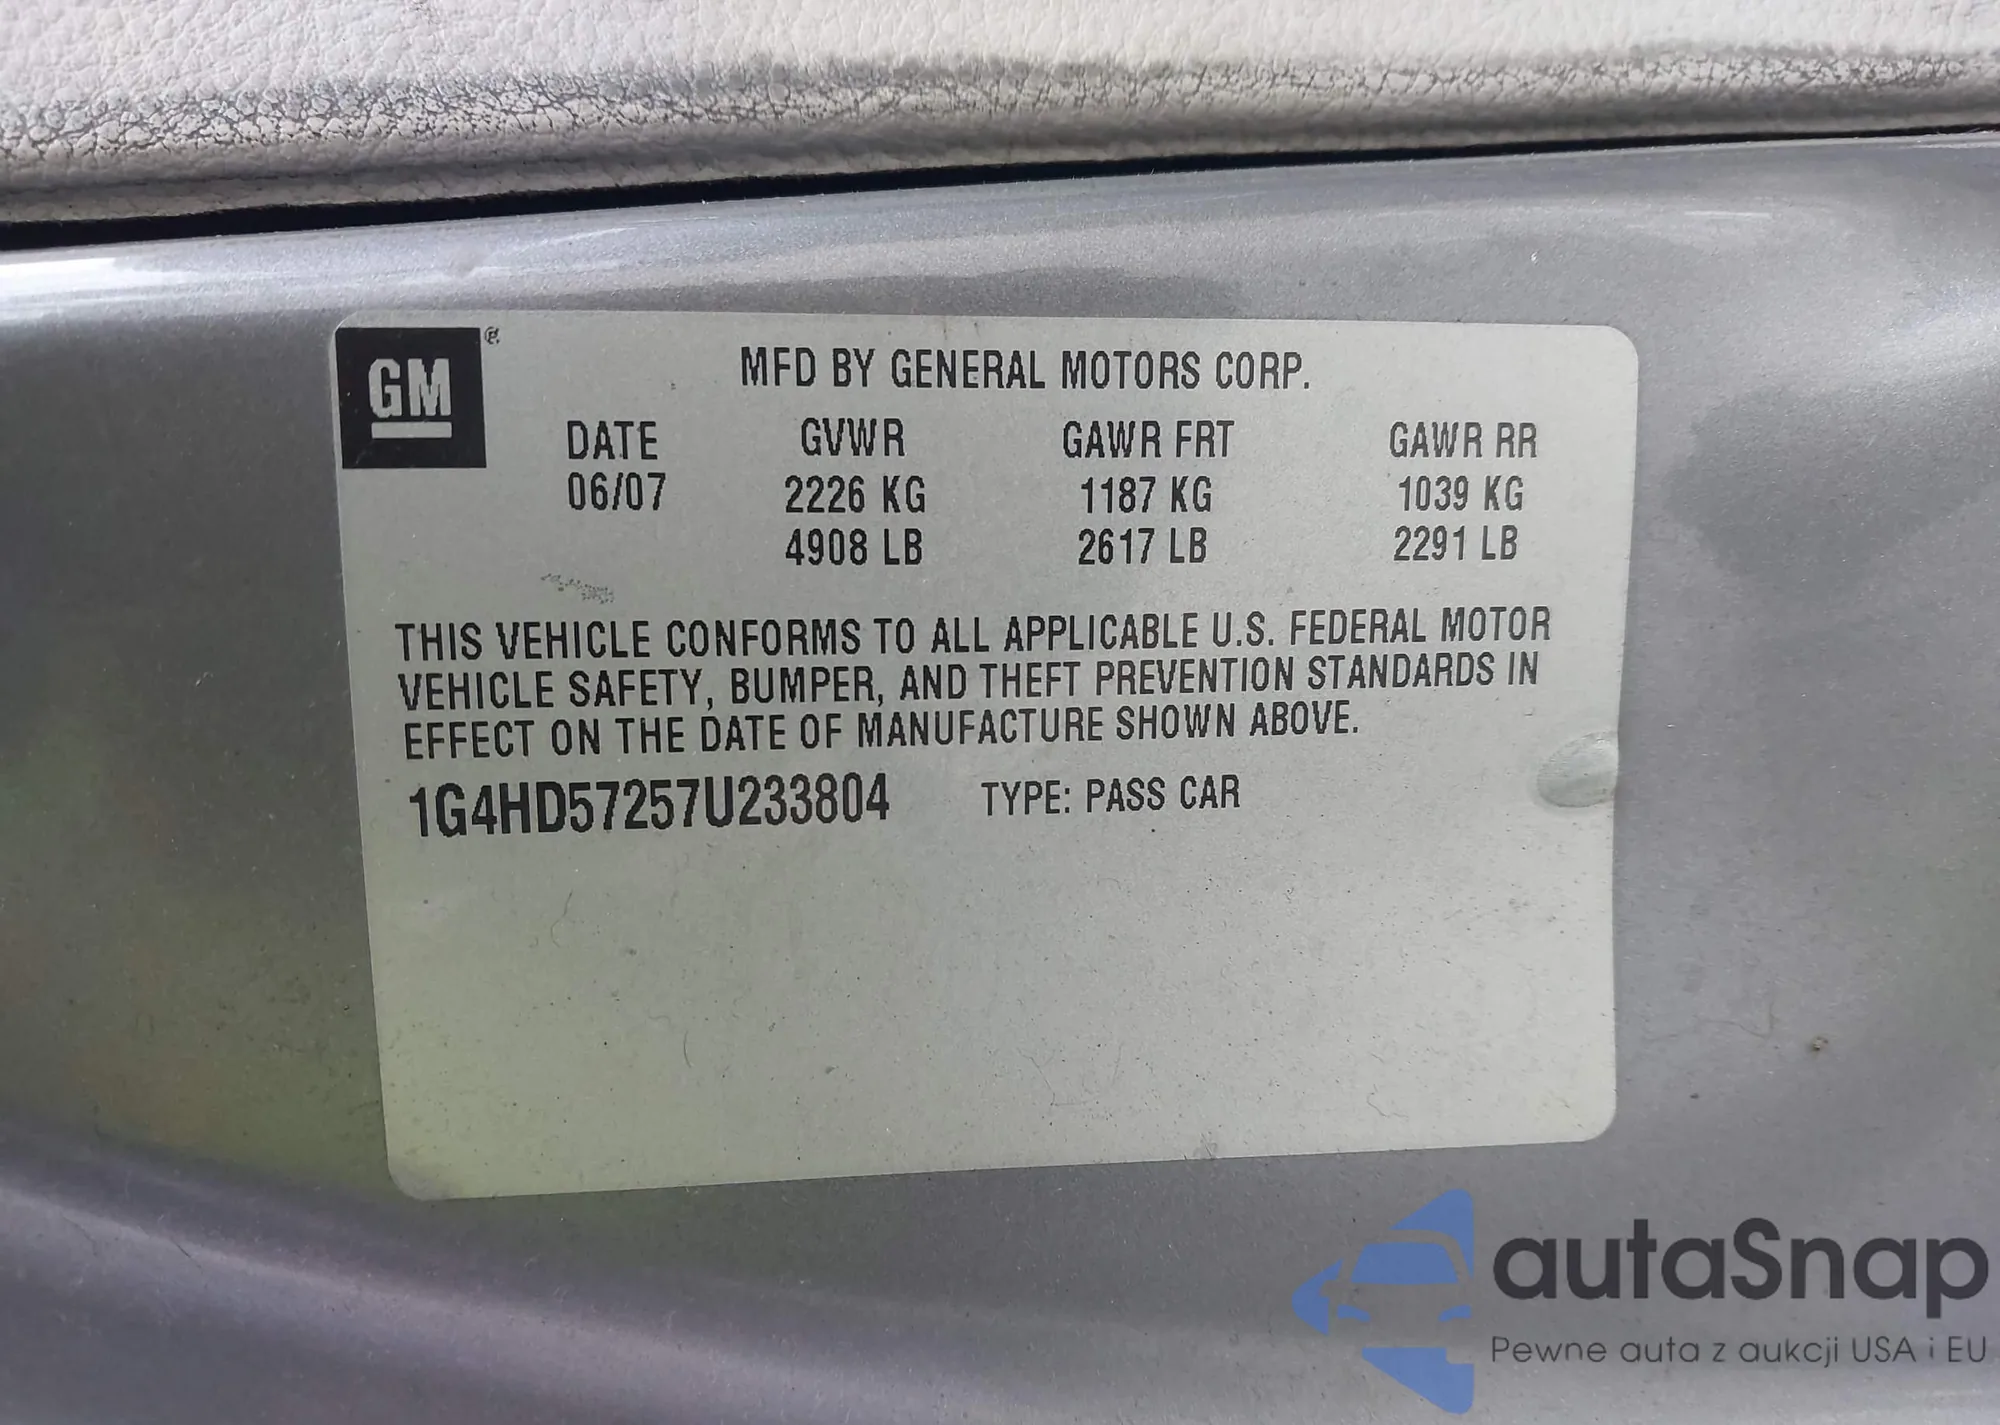 GM ®
MFD BY GENERAL MOTORS CORP.
DATE GVWR GAWR FRT GAWR RR
06/07 2226 KG 1187 KG 1039 KG
4908 LB 2617 LB 2291 LB
THIS VEHICLE CONFORMS TO ALL APPLICABLE U.S. FEDERAL MOTOR
VEHICLE SAFETY, BUMPER, AND THEFT PREVENTION STANDARDS IN
EFFECT ON THE DATE OF MANUFACTURE SHOWN ABOVE.
1G4HD57257U233804 TYPE: PASS CAR
autaSnap
Pewne auta z aukcji USA i EU